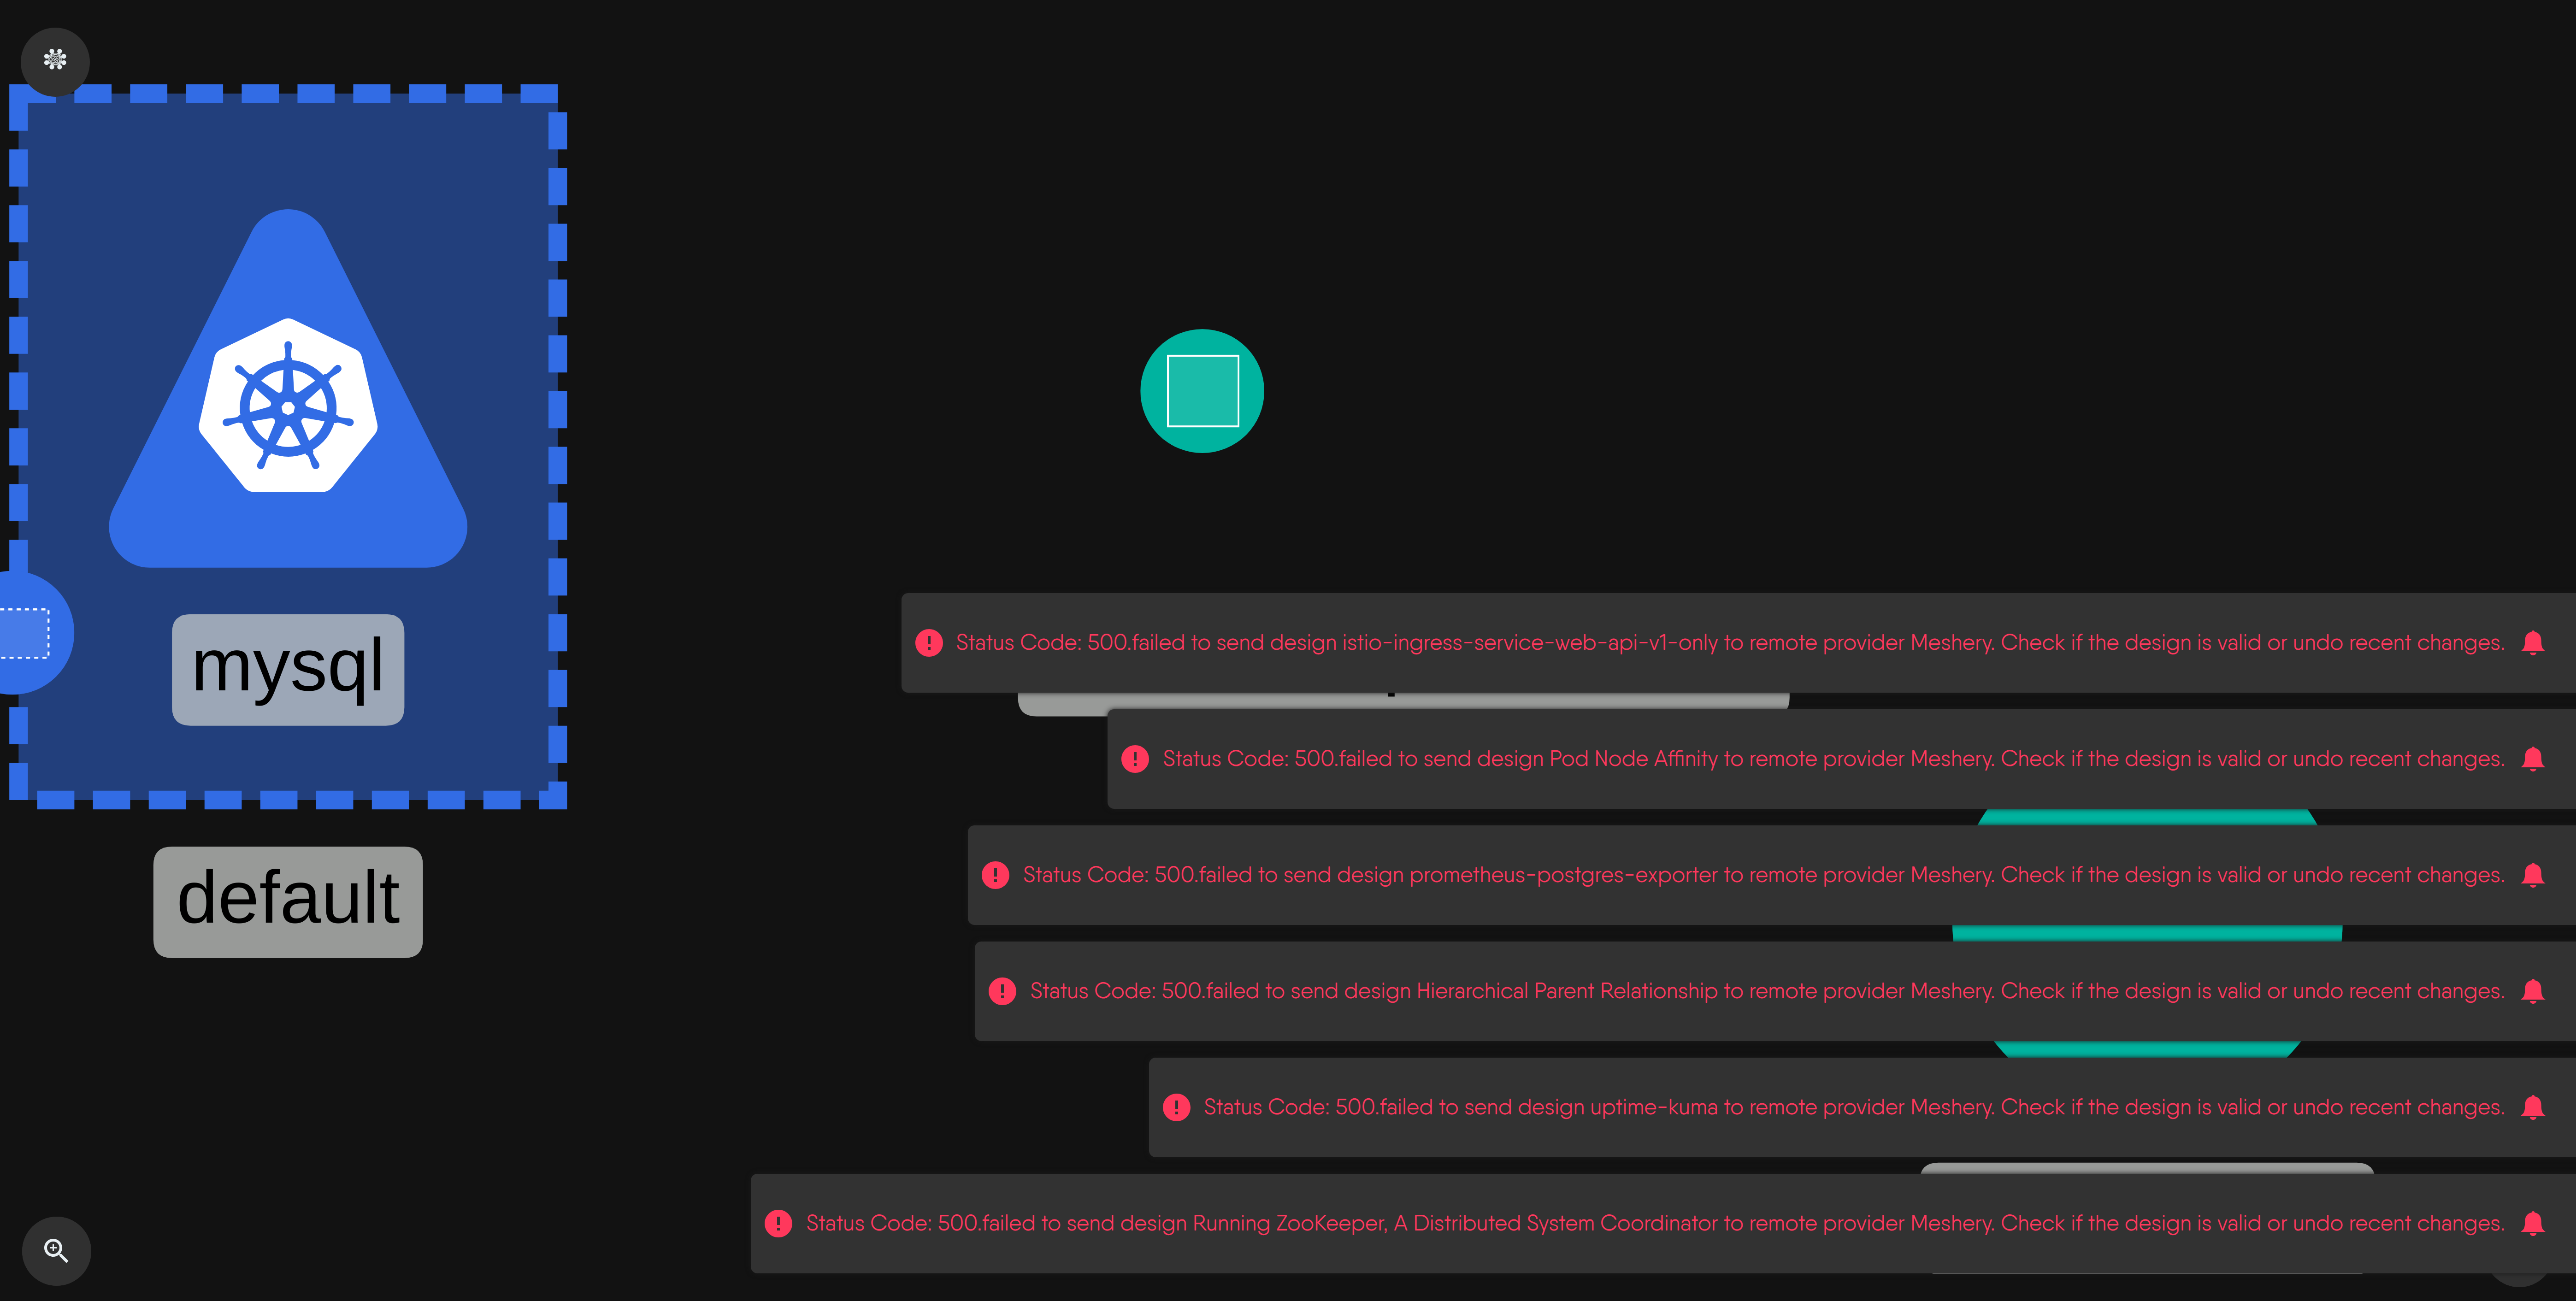 mysql
default
Status Code: 500.failed to send design istio-ingress-service-web-api-v1-only to remote provider Meshery. Check if the design is valid or undo recent changes.
Status Code: 500.failed to send design Pod Node Affinity to remote provider Meshery. Check if the design is valid or undo recent changes.
Status Code: 500.failed to send design prometheus-postgres-exporter to remote provider Meshery. Check if the design is valid or undo recent changes.
Status Code: 500.failed to send design Hierarchical Parent Relationship to remote provider Meshery. Check if the design is valid or undo recent changes.
Status Code: 500.failed to send design uptime-kuma to remote provider Meshery. Check if the design is valid or undo recent changes.
Status Code: 500.failed to send design Running ZooKeeper, A Distributed System Coordinator to remote provider Meshery. Check if the design is valid or undo recent changes.